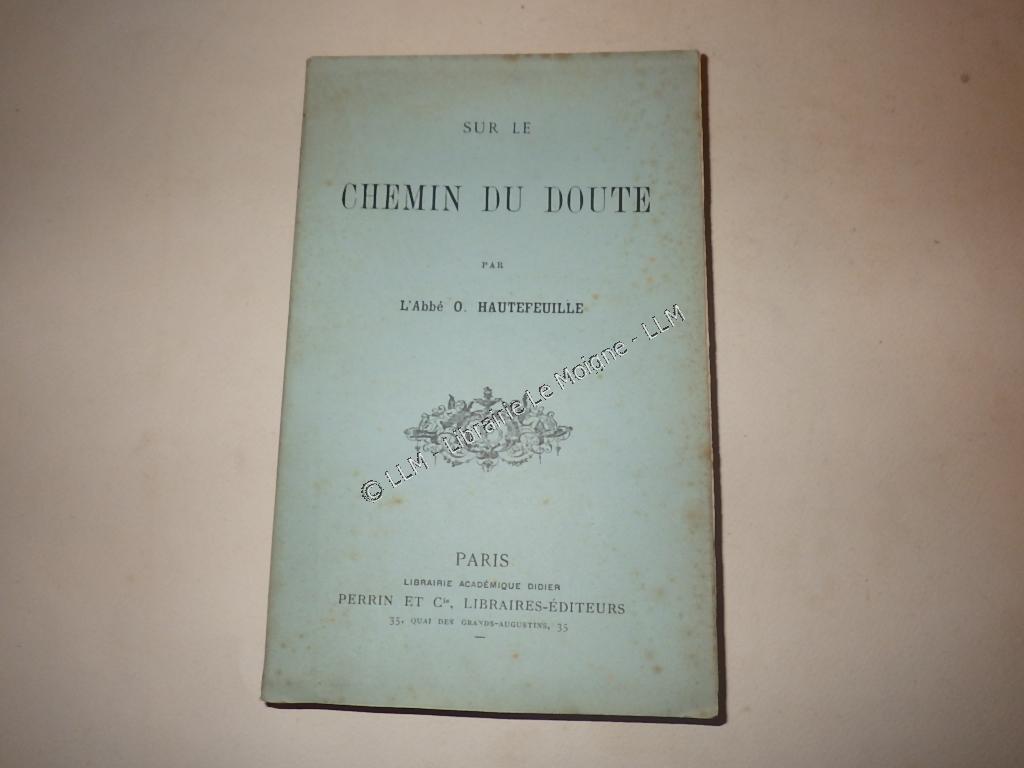 SUR LE
CHEMIN DU DOUTE
PAR
L'Abbé O. HAUTEFEUILLE
© LLM - Librairie Le Moigne - LLM
PARIS
LIBRAIRIE ACADÉMIQUE DIDIER
PERRIN ET Cie, LIBRAIRES-ÉDITEURS
35, QUAI DES GRANDS-AUGUSTINS, 35